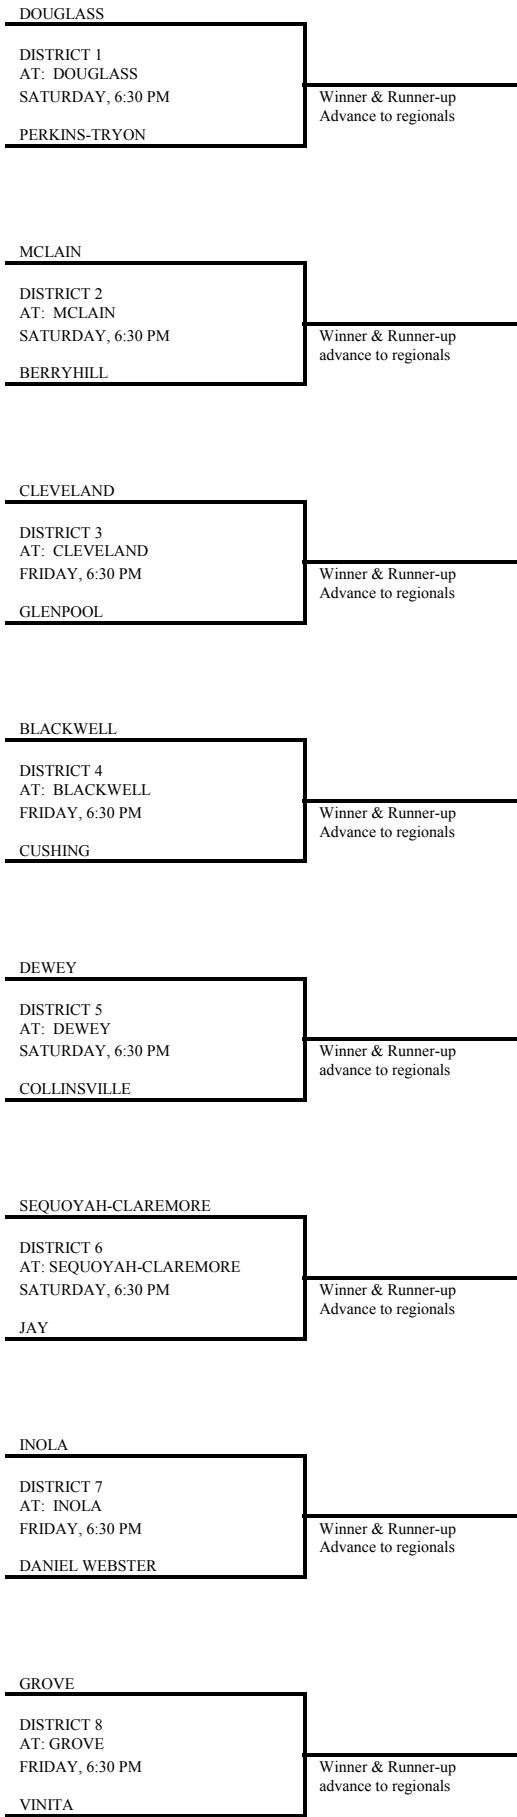 DOUGLASS
DISTRICT 1
AT: DOUGLASS
SATURDAY, 6:30 PM
Winner & Runner-up
Advance to regionals
PERKINS-TRYON
MCLAIN
DISTRICT 2
AT: MCLAIN
SATURDAY, 6:30 PM
Winner & Runner-up
advance to regionals
BERRYHILL
CLEVELAND
DISTRICT 3
AT: CLEVELAND
FRIDAY, 6:30 PM
Winner & Runner-up
Advance to regionals
GLENPOOL
BLACKWELL
DISTRICT 4
AT: BLACKWELL
FRIDAY, 6:30 PM
Winner & Runner-up
Advance to regionals
CUSHING
DEWEY
DISTRICT 5
AT: DEWEY
SATURDAY, 6:30 PM
Winner & Runner-up
advance to regionals
COLLINSVILLE
SEQUOYAH-CLAREMORE
DISTRICT 6
AT: SEQUOYAH-CLAREMORE
SATURDAY, 6:30 PM
Winner & Runner-up
Advance to regionals
JAY
INOLA
DISTRICT 7
AT: INOLA
FRIDAY, 6:30 PM
Winner & Runner-up
Advance to regionals
DANIEL WEBSTER
GROVE
DISTRICT 8
AT: GROVE
FRIDAY, 6:30 PM
Winner & Runner-up
advance to regionals
VINITA